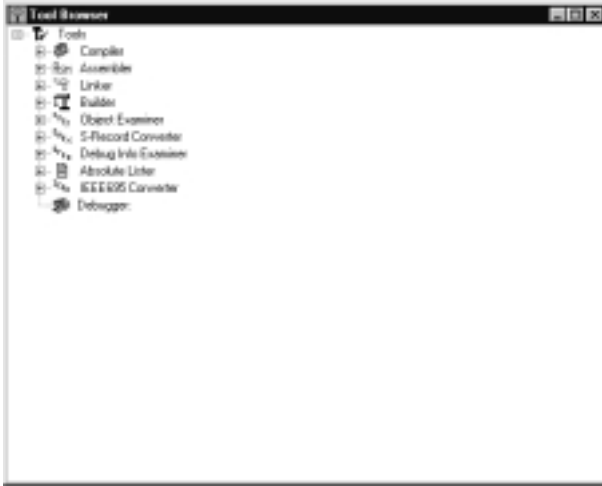 Tool Browser
Tools
Compiler
Assembler
Linker
Builder
Object Examiner
S-Record Converter
Debug Info Examiner
Absolute Lister
IEEE695 Converter
Debugger